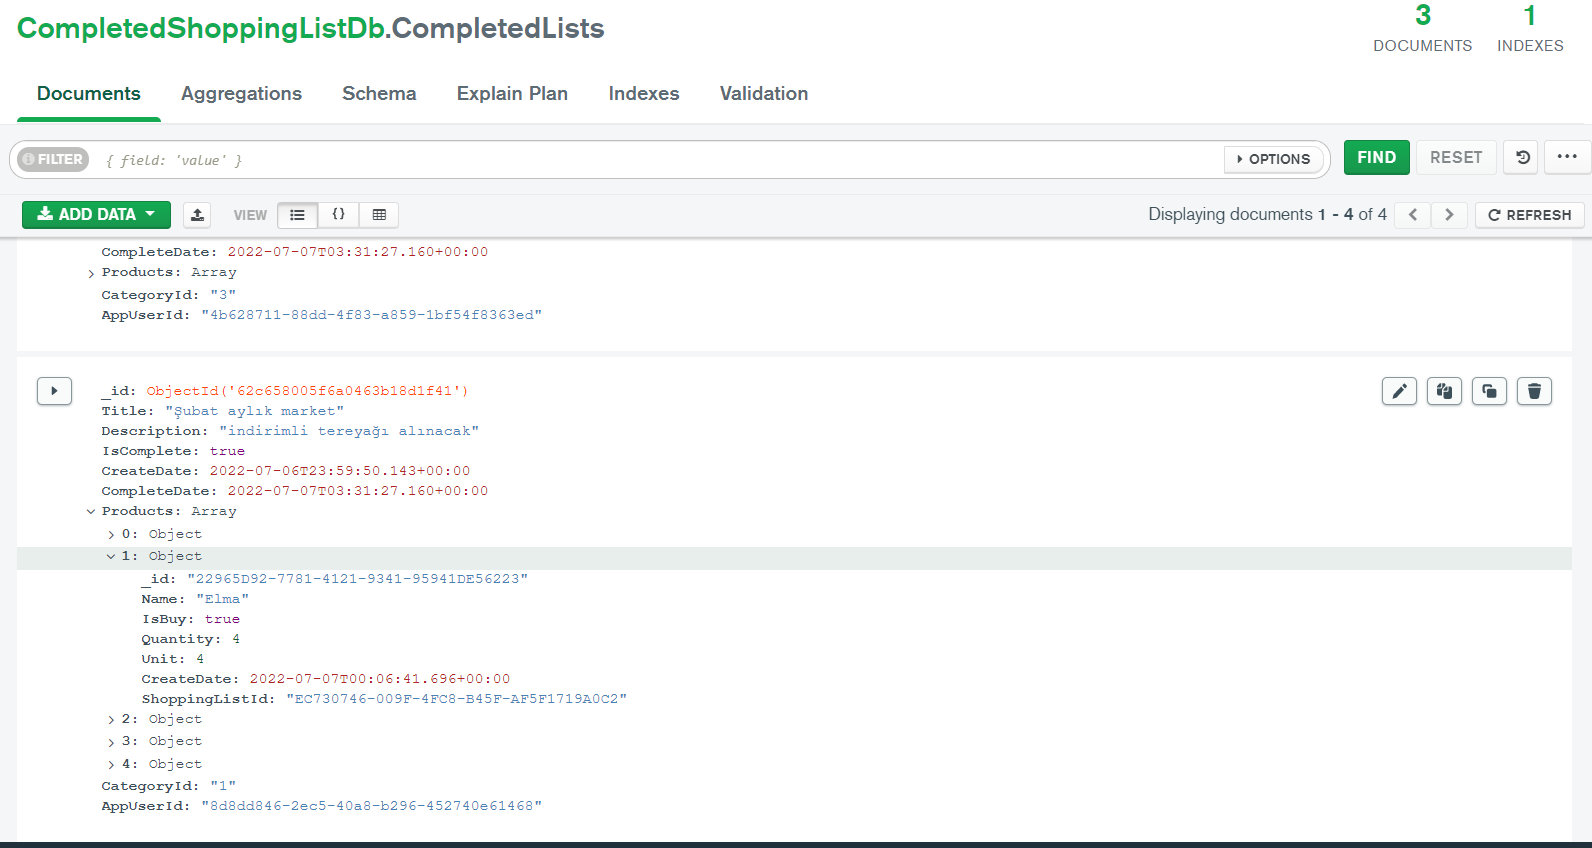 CompletedShoppingListDb.CompletedLists
3
DOCUMENTS
1
INDEXES
Documents Aggregations Schema Explain Plan Indexes Validation
FILTER { field: 'value' } OPTIONS FIND RESET
ADD DATA VIEW {} Displaying documents 1 - 4 of 4 REFRESH
CompleteDate: 2022-07-07T03:31:27.160+00:00
Products: Array
CategoryId: "3"
AppUserId: "4b628711-88dd-4f83-a859-1bf54f8363ed"
_id: ObjectId('62c658005f6a0463b18d1f41')
Title: "Şubat aylık market"
Description: "indirimli tereyağı alınacak"
IsComplete: true
CreateDate: 2022-07-06T23:59:50.143+00:00
CompleteDate: 2022-07-07T03:31:27.160+00:00
Products: Array
0: Object
1: Object
_id: "22965D92-7781-4121-9341-95941DE56223"
Name: "Elma"
IsBuy: true
Quantity: 4
Unit: 4
CreateDate: 2022-07-07T00:06:41.696+00:00
ShoppingListId: "EC730746-009F-4FC8-B45F-AF5F1719A0C2"
2: Object
3: Object
4: Object
CategoryId: "1"
AppUserId: "8d8dd846-2ec5-40a8-b296-452740e61468"